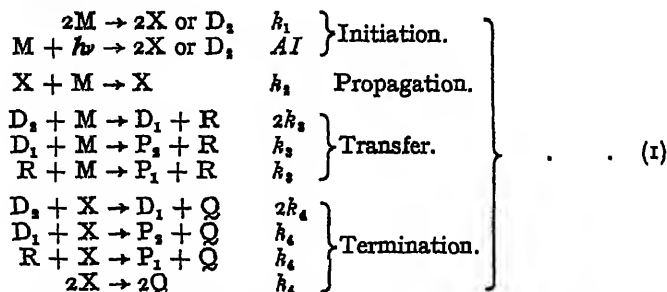 2M → 2X or D₂ k₁ } Initiation.
M + hν → 2X or D₂ AI
X + M → X k₂ Propagation.
D₂ + M → D₁ + R 2k₃
D₁ + M → P₂ + R k₃ } Transfer. . . (1)
R + M → P₁ + R k₃
D₂ + X → D₁ + Q 2k₄
D₁ + X → P₂ + Q k₄ } Termination.
R + X → P₁ + Q k₄
2X → 2Q k₄